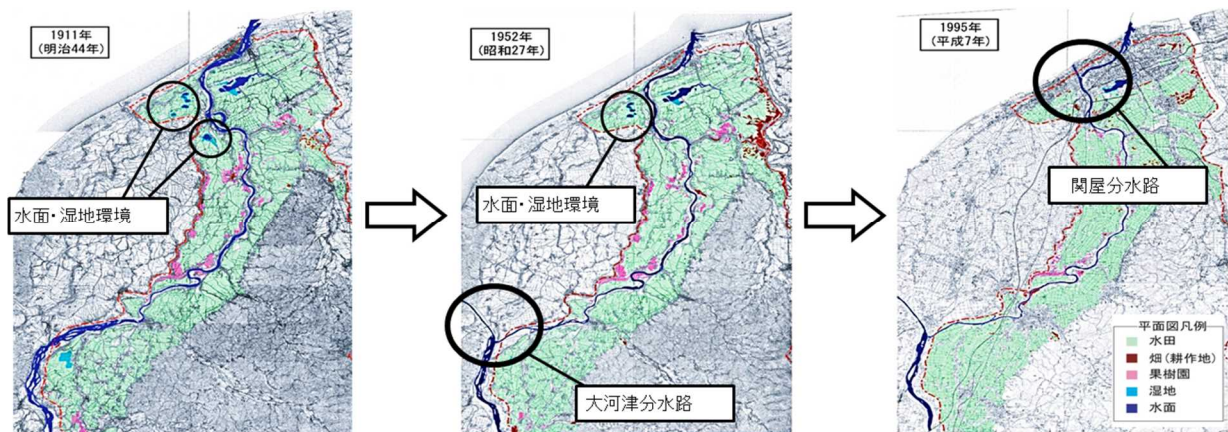 1911年
(明治44年)
水面・湿地環境
1952年
(昭和27年)
水面・湿地環境
大河津分水路
1995年
(平成7年)
関屋分水路
平面図凡例
水田
畑(耕作地)
果樹園
湿地
水面